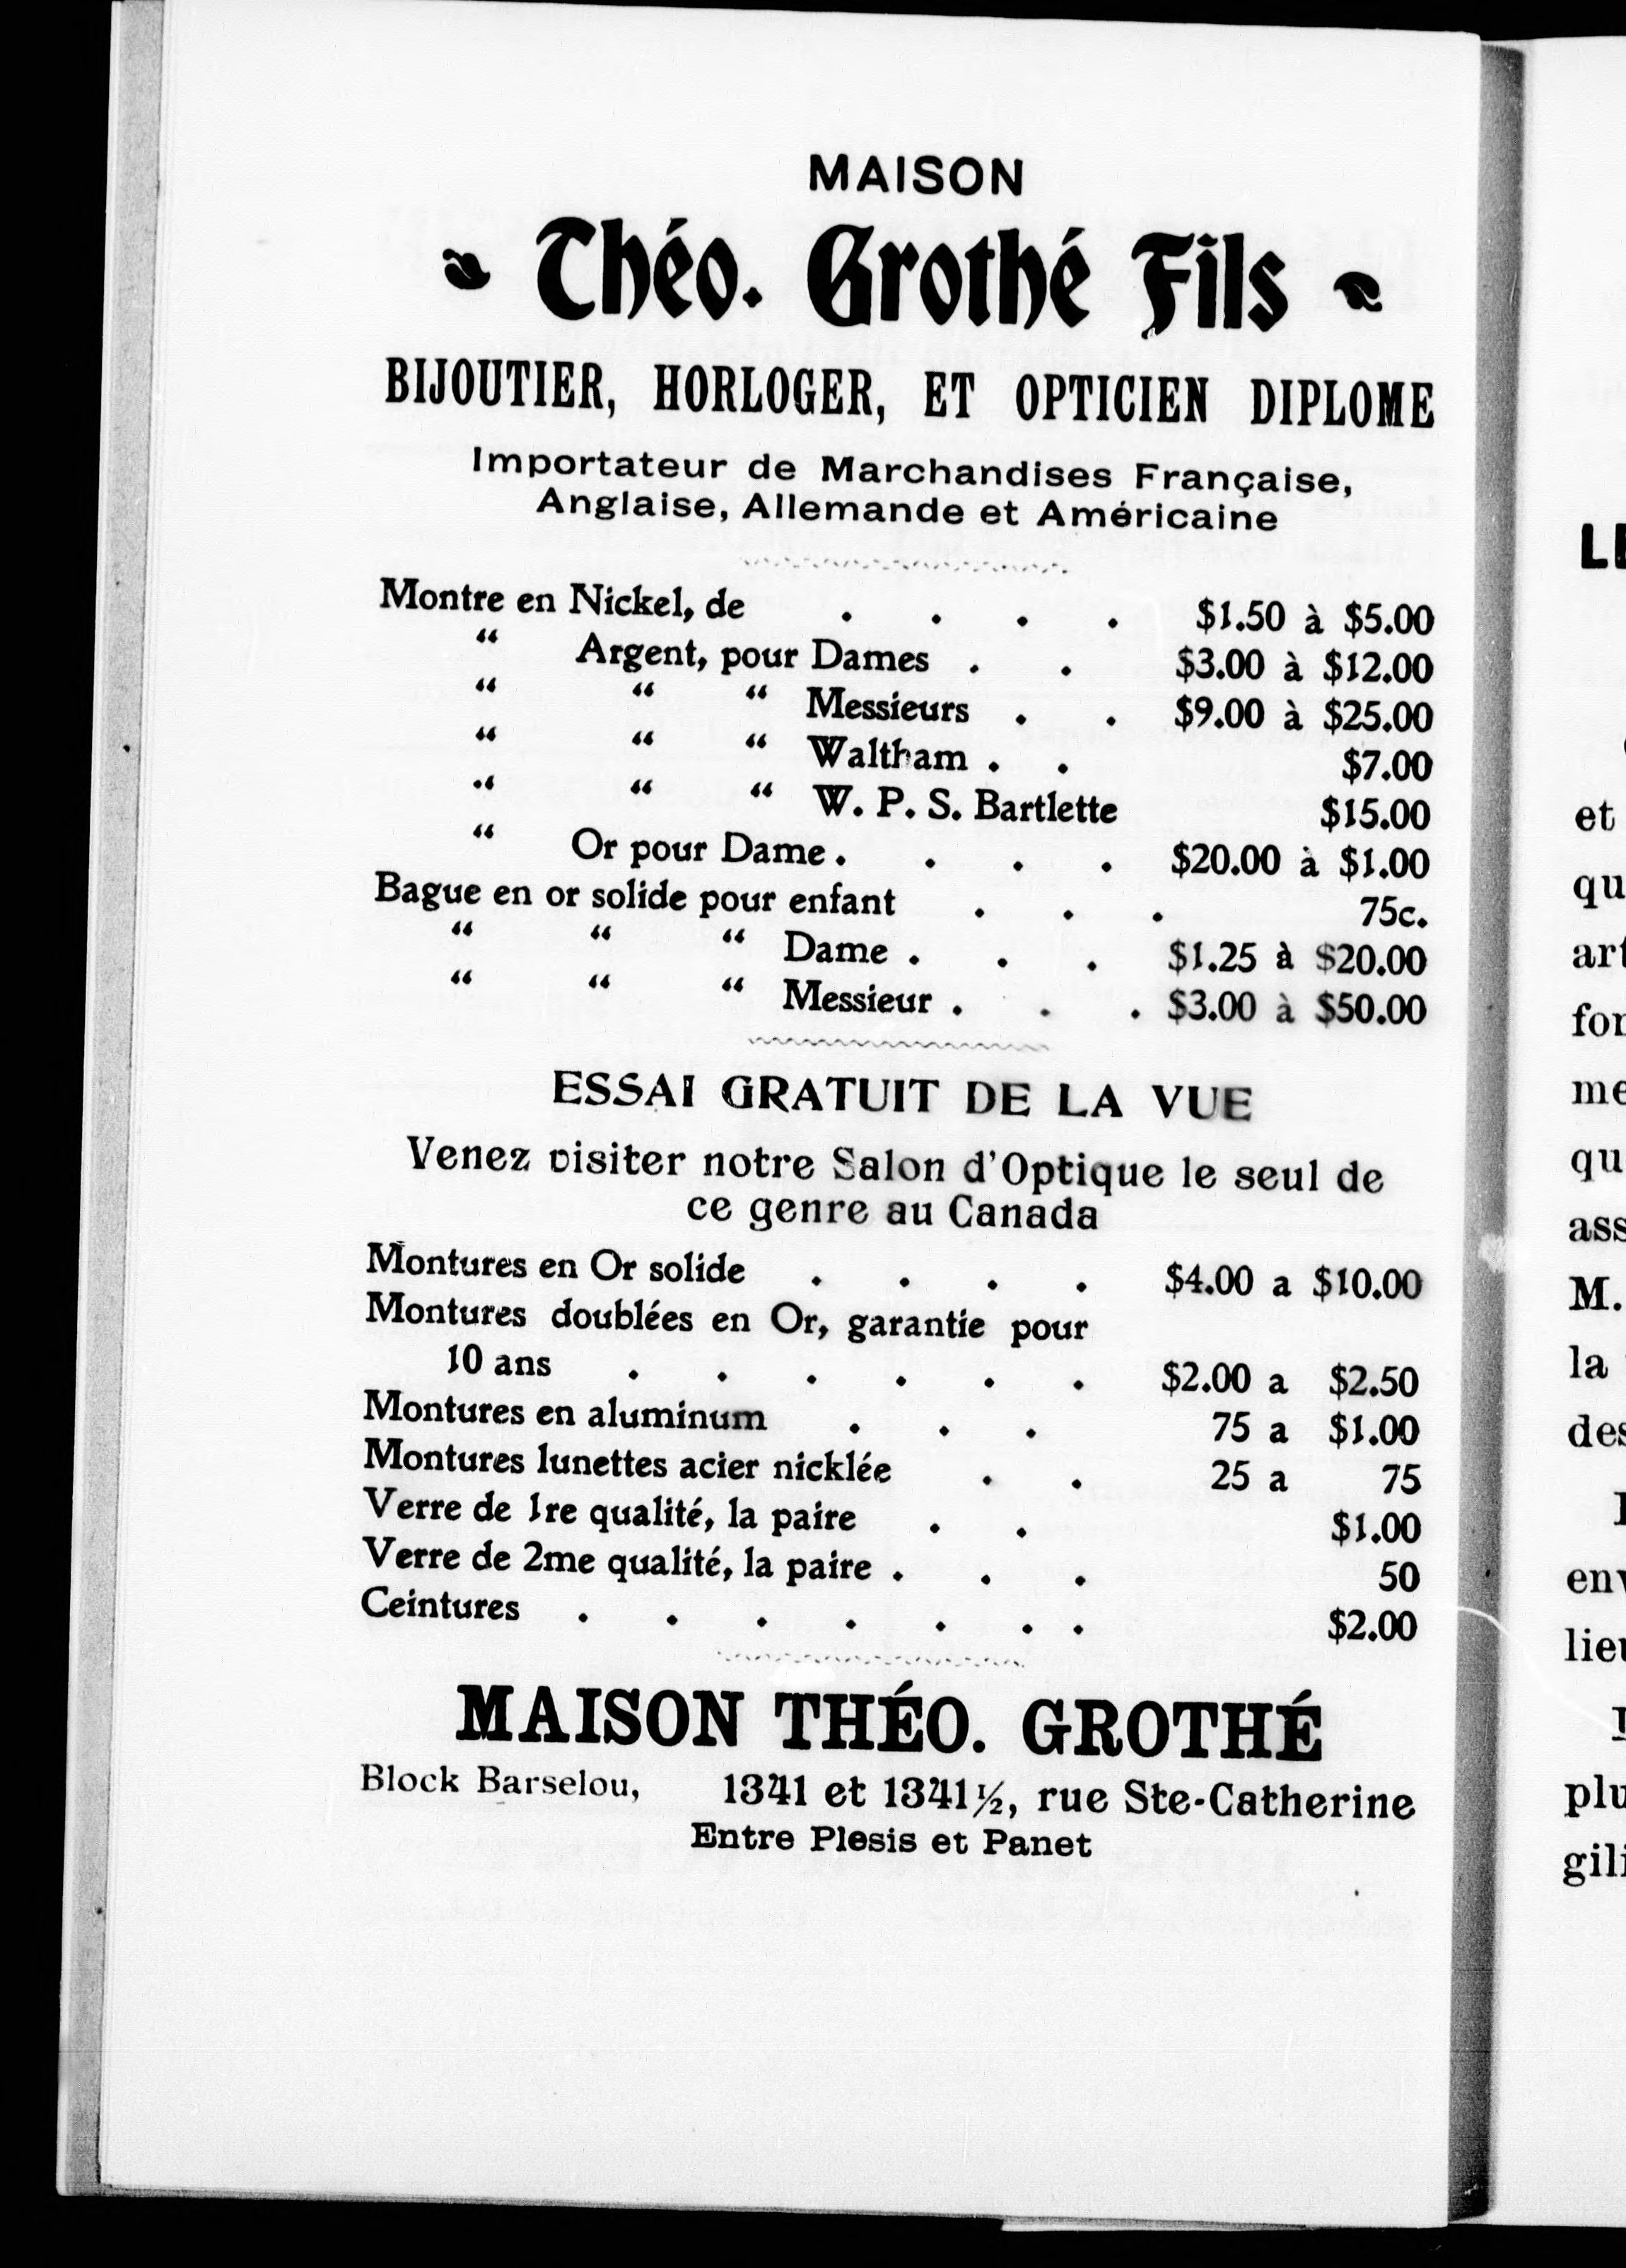 MAISON
Théo. Grothé Fils
BIJOUTIER, HORLOGER, ET OPTICIEN DIPLOME
Importateur de Marchandises Française,
Anglaise, Allemande et Américaine
Montre en Nickel, de . . . . $1.50 à $5.00
“ Argent, pour Dames . . $3.00 à $12.00
“ “ “ Messieurs . . $9.00 à $25.00
“ “ “ Waltham . . $7.00
“ “ “ W. P. S. Bartlette $15.00
“ Or pour Dame . . . . $20.00 à $1.00
Bague en or solide pour enfant . . . 75c.
“ “ “ Dame . . . $1.25 à $20.00
“ “ “ Messieur . . . $3.00 à $50.00
ESSAI GRATUIT DE LA VUE
Venez visiter notre Salon d'Optique le seul de
ce genre au Canada
Montures en Or solide . . . . $4.00 a $10.00
Montures doublées en Or, garantie pour
10 ans . . . . . . $2.00 a $2.50
Montures en aluminum . . . 75 a $1.00
Montures lunettes acier nicklée . . 25 a 75
Verre de 1re qualité, la paire . . $1.00
Verre de 2me qualité, la paire . . . 50
Ceintures . . . . . . . $2.00
MAISON THÉO. GROTHÉ
Block Barselou, 1341 et 1341½, rue Ste-Catherine
Entre Plesis et Panet
et
qu
art
for
me
qu
ass
M.
la
des
env
lieu
plu
gili